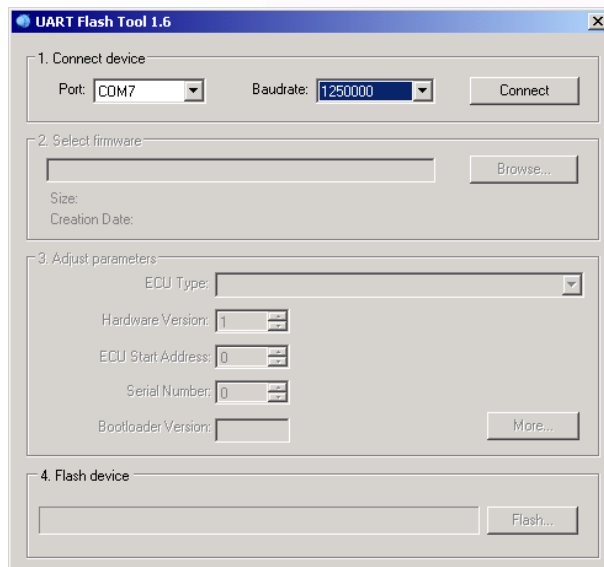 UART Flash Tool 1.6
1. Connect device
Port: COM7 Baudrate: 1250000 Connect
2. Select firmware
Browse...
Size:
Creation Date:
3. Adjust parameters
ECU Type:
Hardware Version: 1
ECU Start Address: 0
Serial Number: 0
Bootloader Version: More...
4. Flash device
Flash...